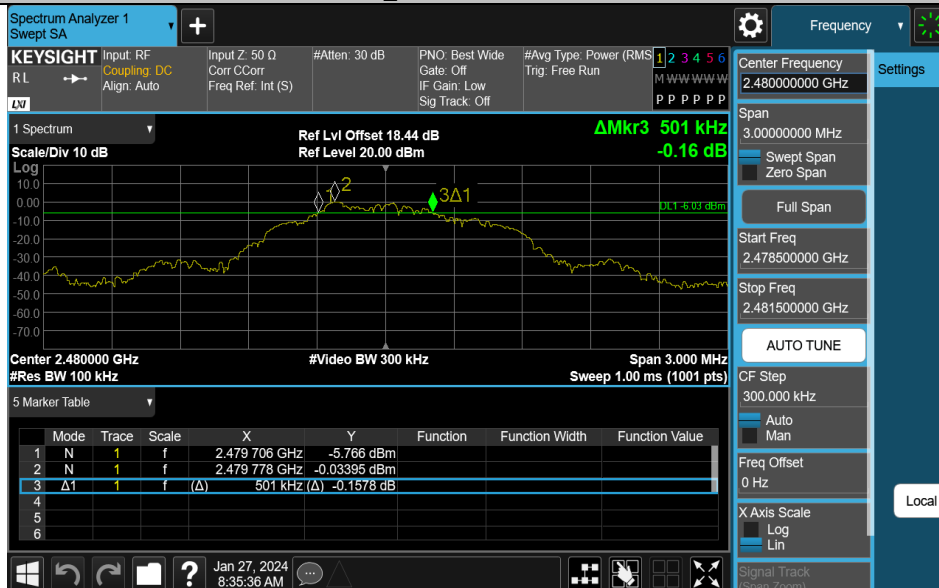 Spectrum Analyzer 1
Swept SA
+
Frequency
KEYSIGHT
RL
LXI
Input: RF
Coupling: DC
Align: Auto
Input Z: 50 Ω
Corr CCorr
Freq Ref: Int (S)
#Atten: 30 dB
PNO: Best Wide
Gate: Off
IF Gain: Low
Sig Track: Off
#Avg Type: Power (RMS
Trig: Free Run
1 2 3 4 5 6
M W W W W W
P P P P P P
Center Frequency
2.480000000 GHz
Settings
Span
3.00000000 MHz
Swept Span
Zero Span
Full Span
Start Freq
2.478500000 GHz
Stop Freq
2.481500000 GHz
AUTO TUNE
CF Step
300.000 kHz
Auto
Man
Freq Offset
0 Hz
Local
X Axis Scale
Log
Lin
Signal Track
(Span Zoom)
1 Spectrum
Scale/Div 10 dB
Log
Ref Lvl Offset 18.44 dB
Ref Level 20.00 dBm
ΔMkr3 501 kHz
-0.16 dB
10.0
0.00
-10.0
-20.0
-30.0
-40.0
-50.0
-60.0
-70.0
1
2
3Δ1
DL1 -6.03 dBm
Center 2.480000 GHz
#Video BW 300 kHz
Span 3.000 MHz
#Res BW 100 kHz
Sweep 1.00 ms (1001 pts)
5 Marker Table
Mode Trace Scale X Y Function Function Width Function Value
1 N 1 f 2.479 706 GHz -5.766 dBm
2 N 1 f 2.479 778 GHz -0.03395 dBm
3 Δ1 1 f (Δ) 501 kHz (Δ) -0.1578 dB
4
5
6
?
Jan 27, 2024
8:35:36 AM